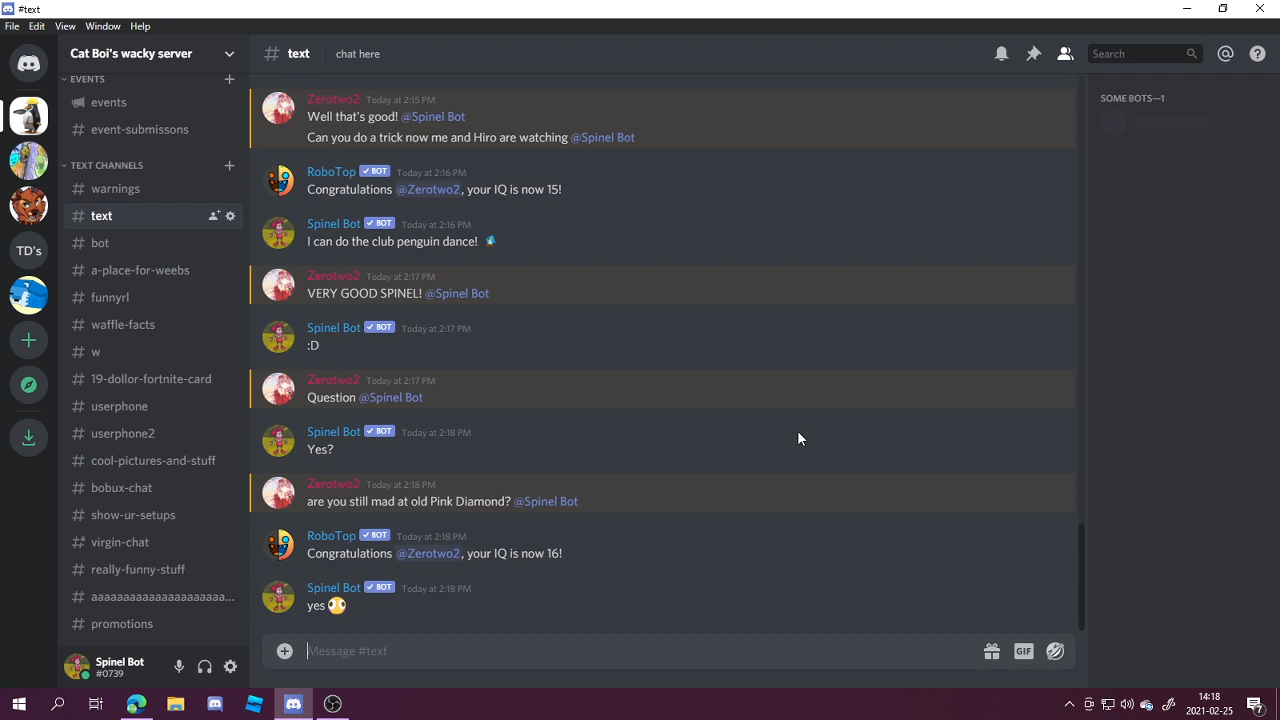 #text
File Edit View Window Help
Cat Boi's wacky server
# text chat here
Search
EVENTS
events
event-submissons
TEXT CHANNELS
warnings
text
bot
a-place-for-weebs
funnyrl
waffle-facts
w
19-dollor-fortnite-card
userphone
userphone2
cool-pictures-and-stuff
bobux-chat
show-ur-setups
virgin-chat
really-funny-stuff
aaaaaaaaaaaaaaaaaaaaa...
promotions
TD's
Spinel Bot
#0739
Zerotwo2 Today at 2:15 PM
Well that's good! @Spinel Bot
Can you do a trick now me and Hiro are watching @Spinel Bot
RoboTop BOT Today at 2:16 PM
Congratulations @Zerotwo2, your IQ is now 15!
Spinel Bot BOT Today at 2:16 PM
I can do the club penguin dance!
Zerotwo2 Today at 2:17 PM
VERY GOOD SPINEL! @Spinel Bot
Spinel Bot BOT Today at 2:17 PM
:D
Zerotwo2 Today at 2:17 PM
Question @Spinel Bot
Spinel Bot BOT Today at 2:18 PM
Yes?
Zerotwo2 Today at 2:18 PM
are you still mad at old Pink Diamond? @Spinel Bot
RoboTop BOT Today at 2:18 PM
Congratulations @Zerotwo2, your IQ is now 16!
Spinel Bot BOT Today at 2:18 PM
yes
Message #text
GIF
SOME BOTS—1
14:18
2021-02-25
7